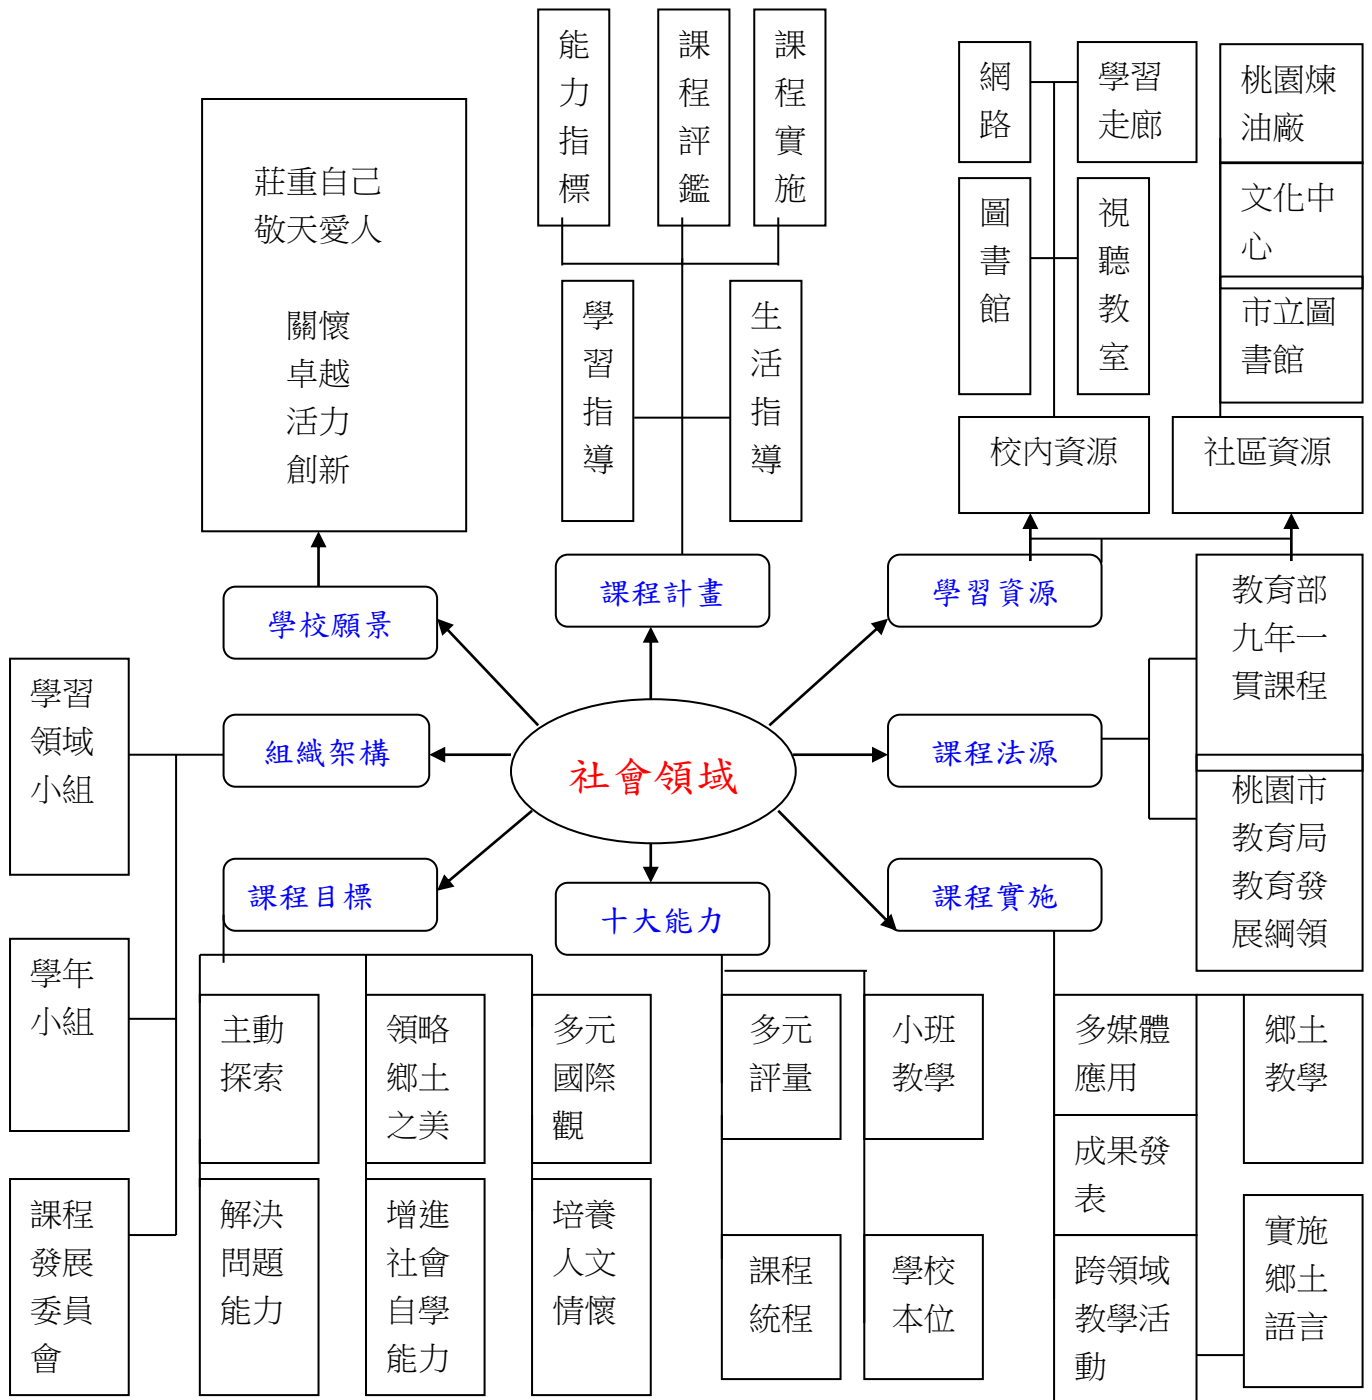 能力指標
課程評鑑
課程實施
網路
學習
走廊
桃園煉
油廠
莊重自己
敬天愛人
關懷
卓越
活力
創新
圖書館
視聽教室
文化中
心
學習指導
生活指導
市立圖
書館
校內資源
社區資源
學校願景
課程計畫
學習資源
教育部
九年一
貫課程
學習
領域
小組
組織架構
社會領域
課程法源
桃園市
教育局
教育發
展綱領
課程目標
十大能力
課程實施
學年
小組
主動
探索
領略
鄉土
之美
多元
國際
觀
多元
評量
小班
教學
多媒體
應用
鄉土
教學
成果發
表
課程
發展
委員
會
解決
問題
能力
增進
社會
自學
能力
培養
人文
情懷
課程
統程
學校
本位
跨領域
教學活
動
實施
鄉土
語言